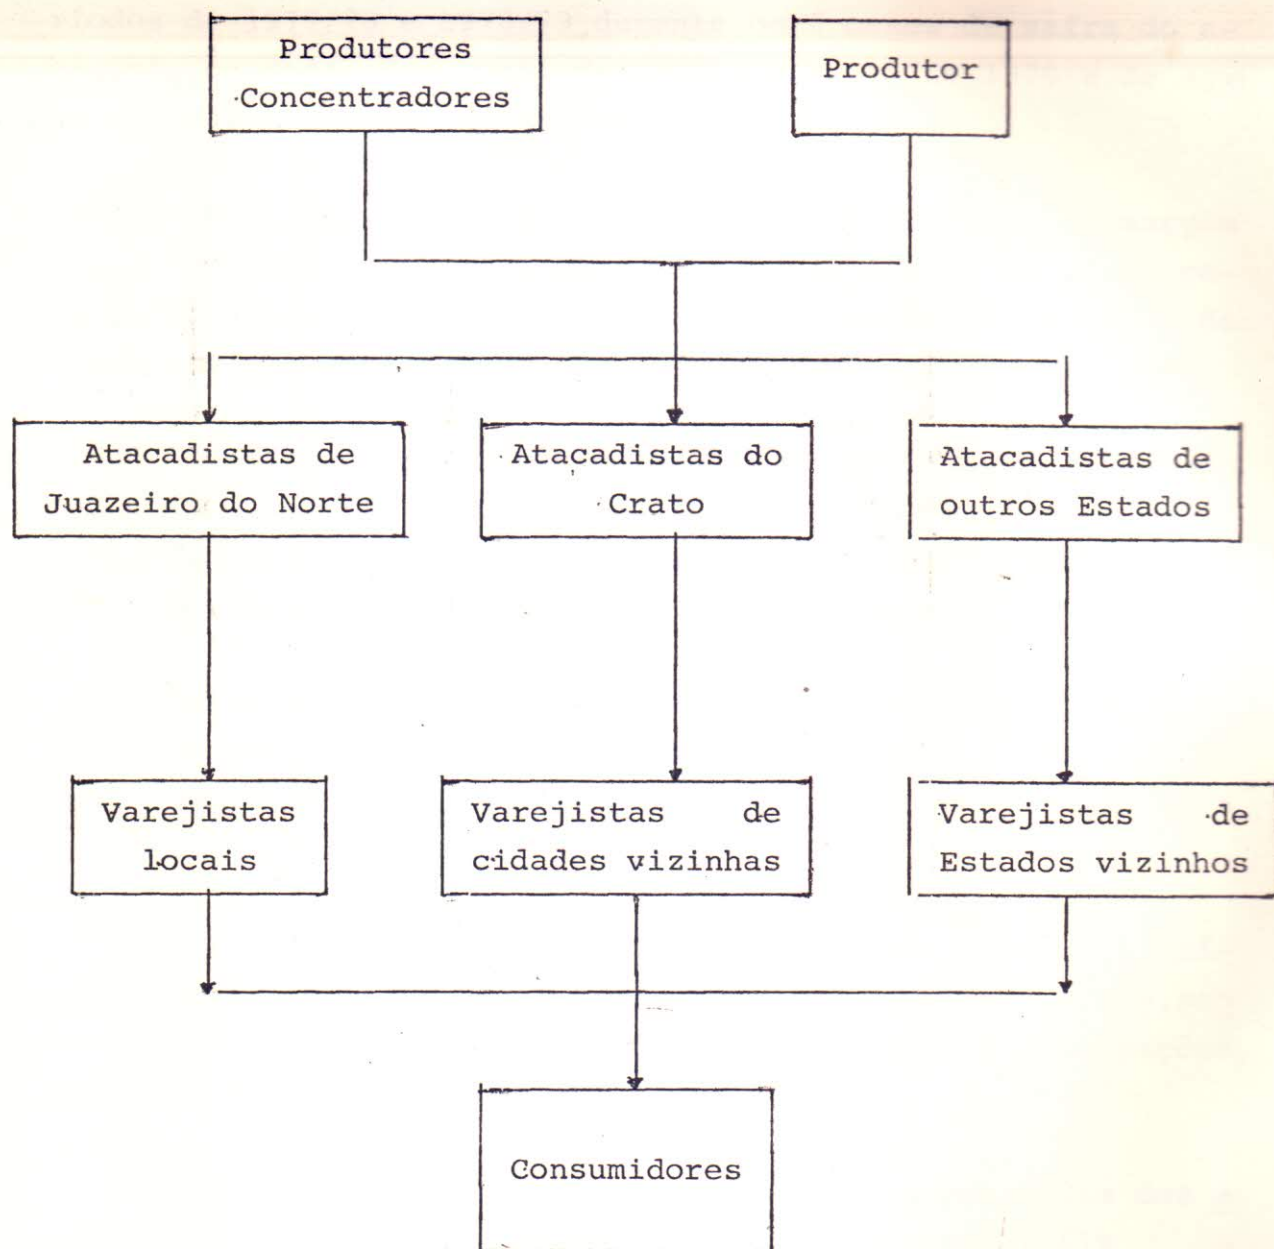 Produtores
Concentradores
Produtor
Atacadistas de
Juazeiro do Norte
Atacadistas do
Crato
Atacadistas de
outros Estados
Varejistas
locais
Varejistas de
cidades vizinhas
Varejistas de
Estados vizinhos
Consumidores